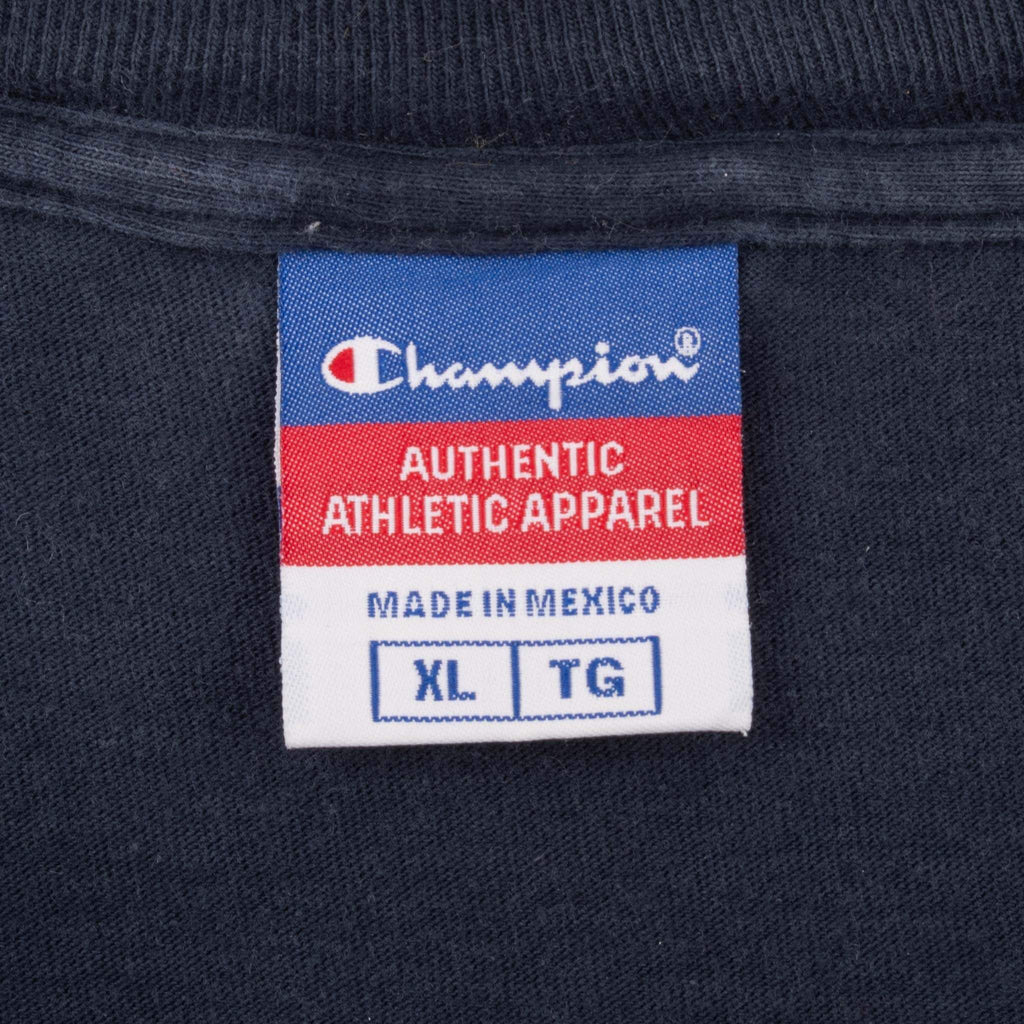 Champion®
AUTHENTIC
ATHLETIC APPAREL
MADE IN MEXICO
XL TG